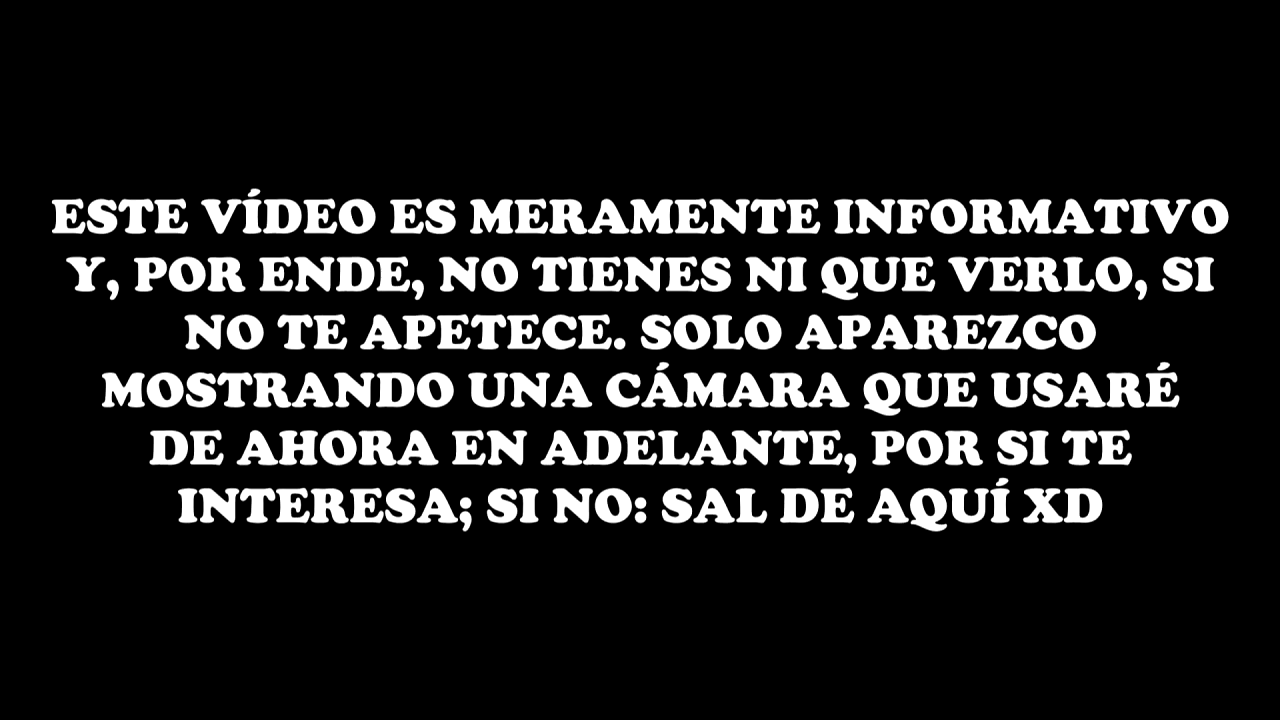 ESTE VÍDEO ES MERAMENTE INFORMATIVO
Y, POR ENDE, NO TIENES NI QUE VERLO, SI
NO TE APETECE. SOLO APAREZCO
MOSTRANDO UNA CÁMARA QUE USARÉ
DE AHORA EN ADELANTE, POR SI TE
INTERESA; SI NO: SAL DE AQUÍ XD